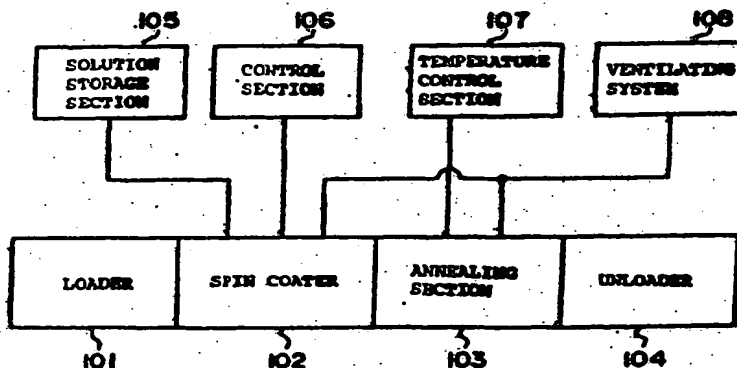 105
106
107
108
SOLUTION
STORAGE
SECTION
CONTROL
SECTION
TEMPERATURE
CONTROL
SECTION
VENTILATING
SYSTEM
LOADER
SPIN COATER
ANNEALING
SECTION
UNLOADER
101
102
103
104